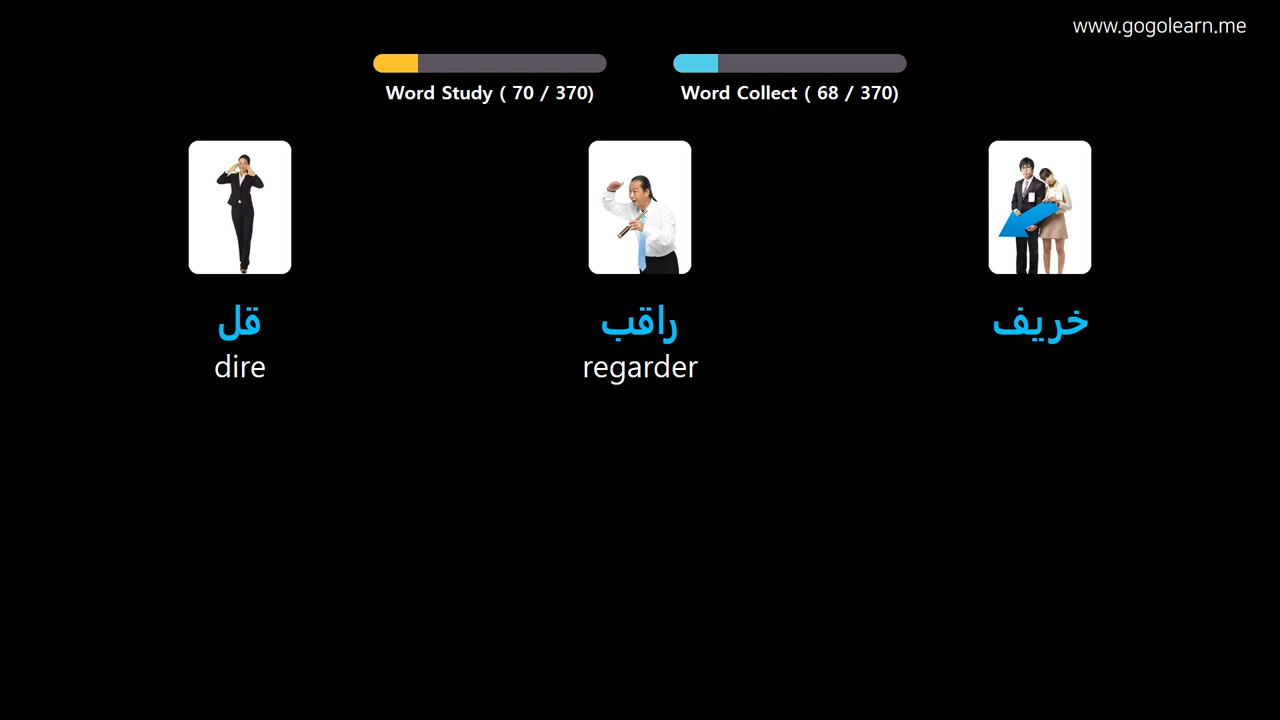 www.gogolearn.me
Word Study ( 70 / 370)
Word Collect ( 68 / 370)
قل
راقب
خريف
dire
regarder